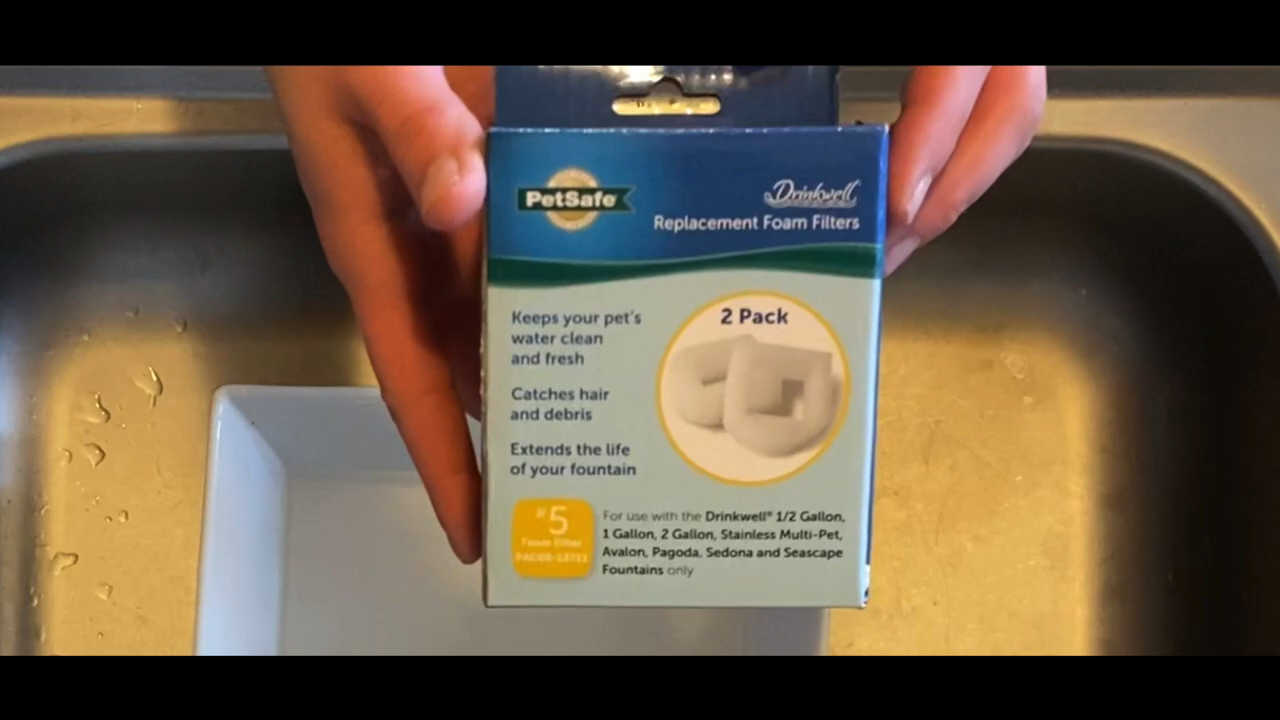 PetSafe
Drinkwell
Replacement Foam Filters
Keeps your pet's
water clean
and fresh
2 Pack
Catches hair
and debris
Extends the life
of your fountain
#5
Foam Filter
For use with the Drinkwell® 1/2 Gallon,
1 Gallon, 2 Gallon, Stainless Multi-Pet,
Avalon, Pagoda, Sedona and Seascape
Fountains only